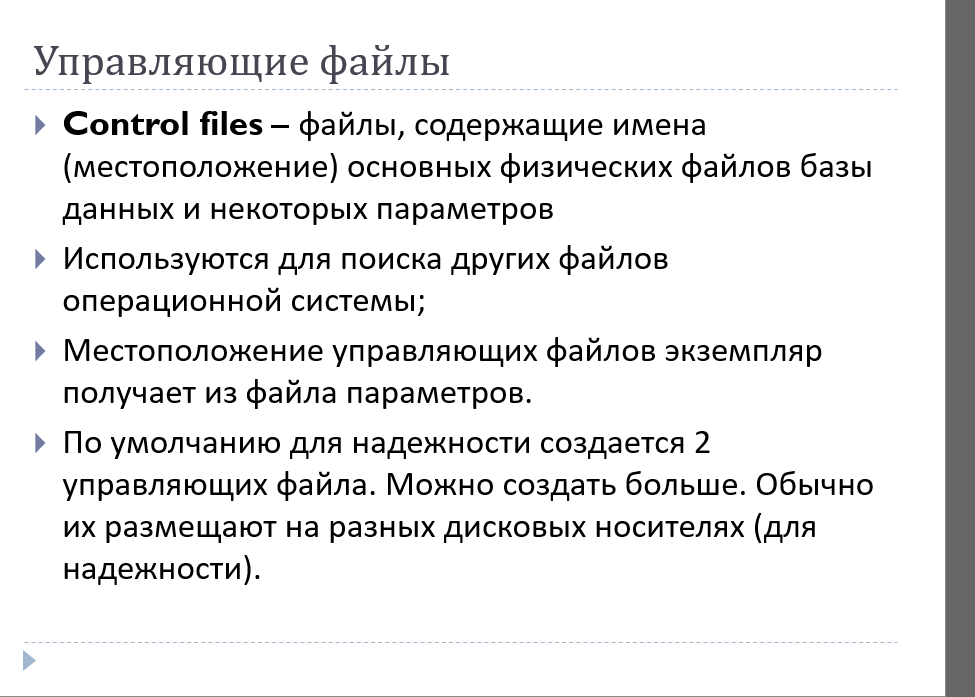 Управляющие файлы
Control files – файлы, содержащие имена
(местоположение) основных физических файлов базы
данных и некоторых параметров
Используются для поиска других файлов
операционной системы;
Местоположение управляющих файлов экземпляр
получает из файла параметров.
По умолчанию для надежности создается 2
управляющих файла. Можно создать больше. Обычно
их размещают на разных дисковых носителях (для
надежности).